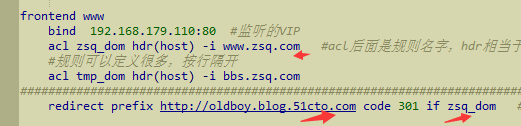 frontend www
bind 192.168.179.110:80 #监听的VIP
acl zsq_dom hdr(host) -i www.zsq.com #acl后面是规则名字，hdr相当于
#规则可以定义很多，按行隔开
acl tmp_dom hdr(host) -i bbs.zsq.com
################################################################################
redirect prefix http://oldboy.blog.51cto.com code 301 if zsq_dom #